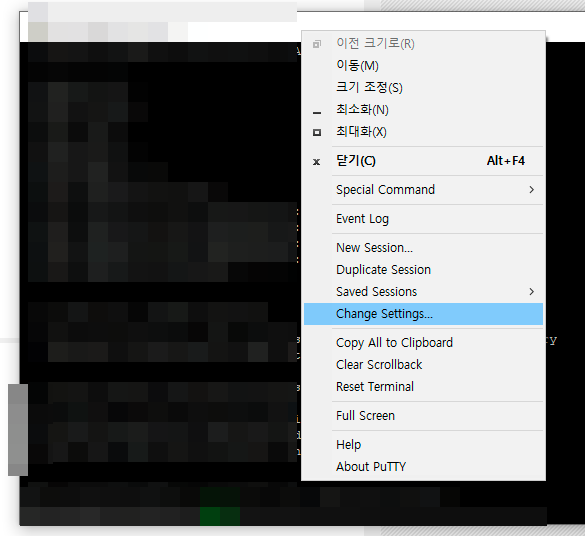 이전 크기로(R)
이동(M)
크기 조정(S)
최소화(N)
최대화(X)
닫기(C) Alt+F4
Special Command
Event Log
New Session...
Duplicate Session
Saved Sessions
Change Settings...
Copy All to Clipboard
Clear Scrollback
Reset Terminal
Full Screen
Help
About PuTTY